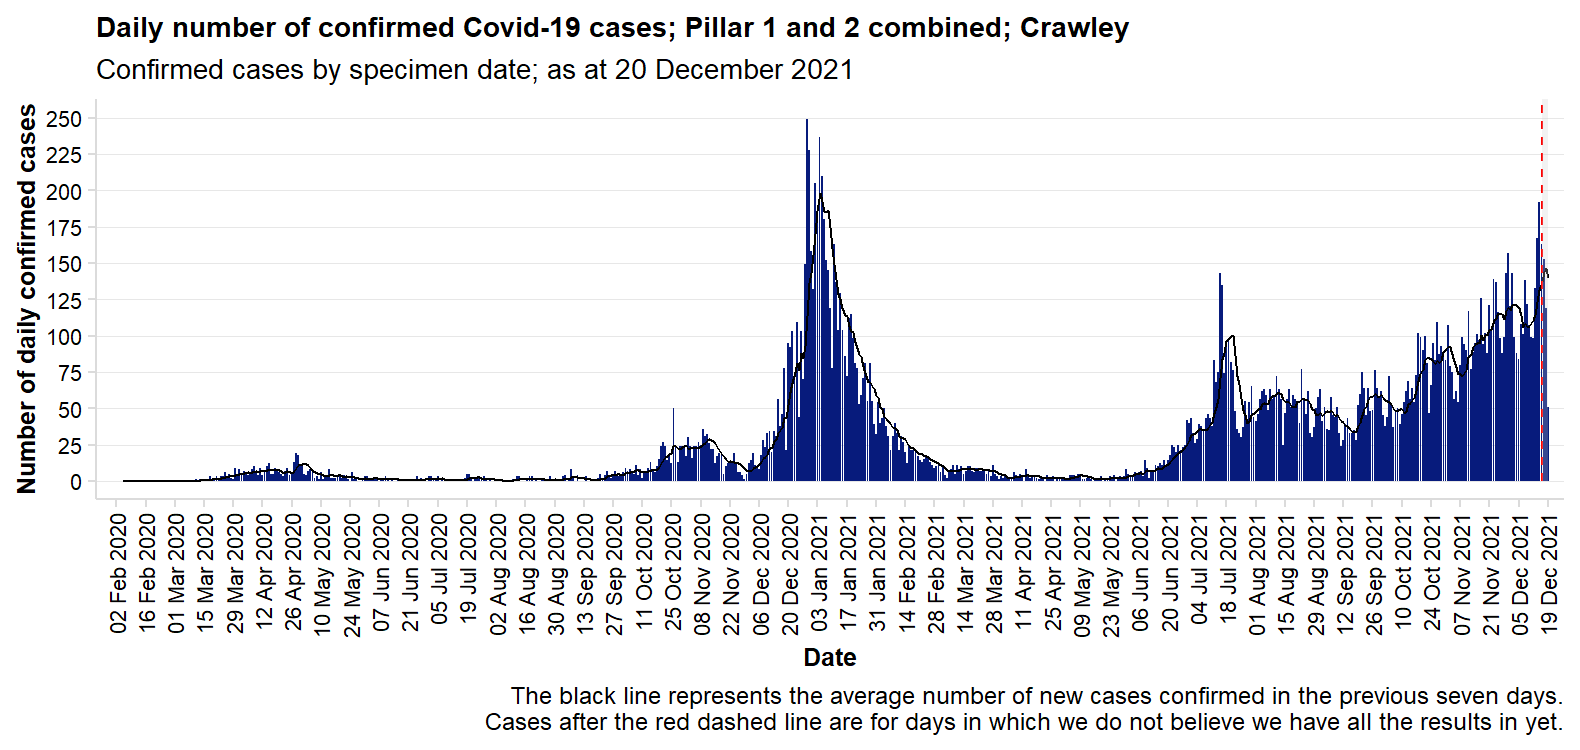 Daily number of confirmed Covid-19 cases; Pillar 1 and 2 combined; Crawley
Confirmed cases by specimen date; as at 20 December 2021
Number of daily confirmed cases
250
225
200
175
150
125
100
75
50
25
0
02 Feb 2020
16 Feb 2020
01 Mar 2020
15 Mar 2020
29 Mar 2020
12 Apr 2020
26 Apr 2020
10 May 2020
24 May 2020
07 Jun 2020
21 Jun 2020
05 Jul 2020
19 Jul 2020
02 Aug 2020
16 Aug 2020
30 Aug 2020
13 Sep 2020
27 Sep 2020
11 Oct 2020
25 Oct 2020
08 Nov 2020
22 Nov 2020
06 Dec 2020
20 Dec 2020
03 Jan 2021
17 Jan 2021
31 Jan 2021
14 Feb 2021
28 Feb 2021
14 Mar 2021
28 Mar 2021
11 Apr 2021
25 Apr 2021
09 May 2021
23 May 2021
06 Jun 2021
20 Jun 2021
04 Jul 2021
18 Jul 2021
01 Aug 2021
15 Aug 2021
29 Aug 2021
12 Sep 2021
26 Sep 2021
10 Oct 2021
24 Oct 2021
07 Nov 2021
21 Nov 2021
05 Dec 2021
19 Dec 2021
Date
The black line represents the average number of new cases confirmed in the previous seven days.
Cases after the red dashed line are for days in which we do not believe we have all the results in yet.